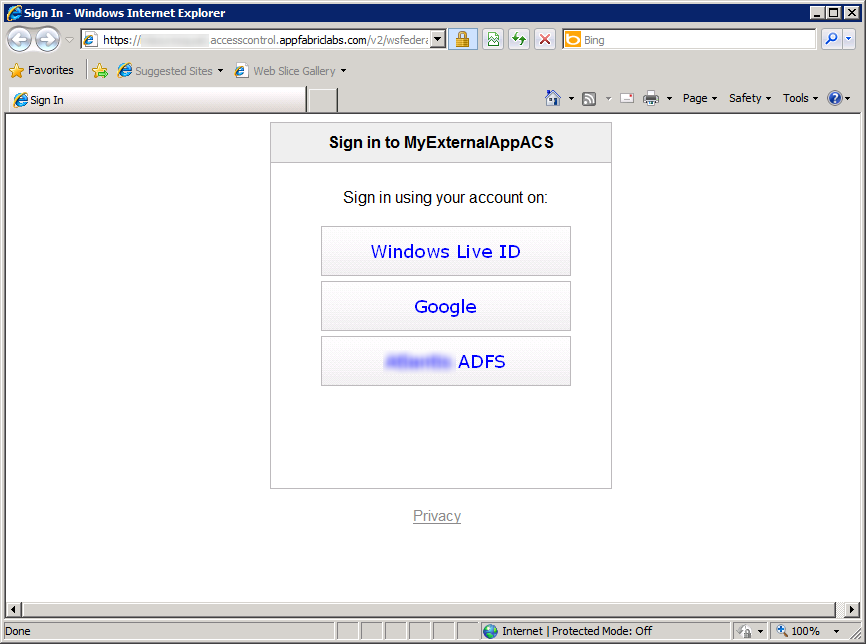 Sign In - Windows Internet Explorer
https:// accesscontrol.appfabriclabs.com/v2/wsfedera
Bing
Favorites Suggested Sites Web Slice Gallery
Sign In Page Safety Tools
Sign in to MyExternalAppACS
Sign in using your account on:
Windows Live ID
Google
ADFS
Privacy
Done Internet | Protected Mode: Off 100%